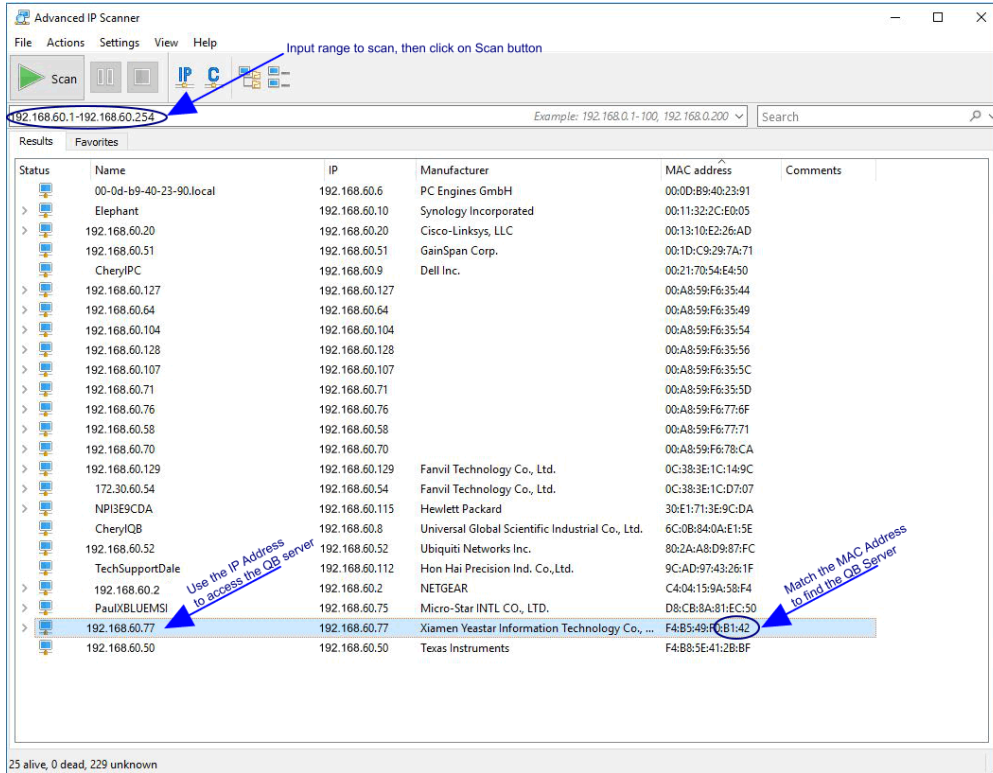 Advanced IP Scanner
File Actions Settings View Help
Input range to scan, then click on Scan button
Scan IP C
192.168.60.1-192.168.60.254 Example: 192.168.0.1-100, 192.168.0.200 Search
Results Favorites
Status Name IP Manufacturer MAC address Comments
00-0d-b9-40-23-90.local 192.168.60.6 PC Engines GmbH 00:0D:B9:40:23:91
Elephant 192.168.60.10 Synology Incorporated 00:11:32:2C:E0:05
192.168.60.20 192.168.60.20 Cisco-Linksys, LLC 00:13:10:E2:26:AD
192.168.60.51 192.168.60.51 GainSpan Corp. 00:1D:C9:29:7A:71
CherylPC 192.168.60.9 Dell Inc. 00:21:70:54:E4:50
192.168.60.127 192.168.60.127 00:A8:59:F6:35:44
192.168.60.64 192.168.60.64 00:A8:59:F6:35:49
192.168.60.104 192.168.60.104 00:A8:59:F6:35:54
192.168.60.128 192.168.60.128 00:A8:59:F6:35:56
192.168.60.107 192.168.60.107 00:A8:59:F6:35:5C
192.168.60.71 192.168.60.71 00:A8:59:F6:35:5D
192.168.60.76 192.168.60.76 00:A8:59:F6:77:6F
192.168.60.58 192.168.60.58 00:A8:59:F6:77:71
192.168.60.70 192.168.60.70 00:A8:59:F6:78:CA
192.168.60.129 192.168.60.129 Fanvil Technology Co., Ltd. 0C:38:3E:1C:14:9C
172.30.60.54 192.168.60.54 Fanvil Technology Co., Ltd. 0C:38:3E:1C:D7:07
NPI3E9CDA 192.168.60.115 Hewlett Packard 30:E1:71:3E:9C:DA
CherylQB 192.168.60.8 Universal Global Scientific Industrial Co., Ltd. 6C:0B:84:0A:E1:5E
192.168.60.52 192.168.60.52 Ubiquiti Networks Inc. 80:2A:A8:D9:87:FC
TechSupportDale 192.168.60.112 Hon Hai Precision Ind. Co.,Ltd. 9C:AD:97:43:26:1F
192.168.60.2 192.168.60.2 NETGEAR C4:04:15:9A:58:F4
PaulXBLUEMSI 192.168.60.75 Micro-Star INTL CO., LTD. D8:CB:8A:81:EC:50
192.168.60.77 192.168.60.77 Xiamen Yeastar Information Technology Co., ... F4:B5:49:F0:B1:42
192.168.60.50 192.168.60.50 Texas Instruments F4:B8:5E:41:2B:BF
Use the IP Address
to access the QB server
Match the MAC Address
to find the QB Server
25 alive, 0 dead, 229 unknown